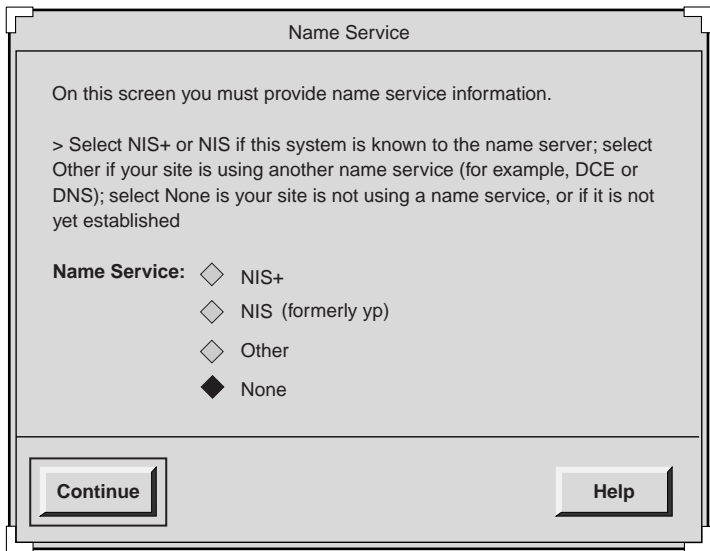 Name Service
On this screen you must provide name service information.
> Select NIS+ or NIS if this system is known to the name server; select
Other if your site is using another name service (for example, DCE or
DNS); select None is your site is not using a name service, or if it is not
yet established
Name Service:
NIS+
NIS (formerly yp)
Other
None
Continue
Help